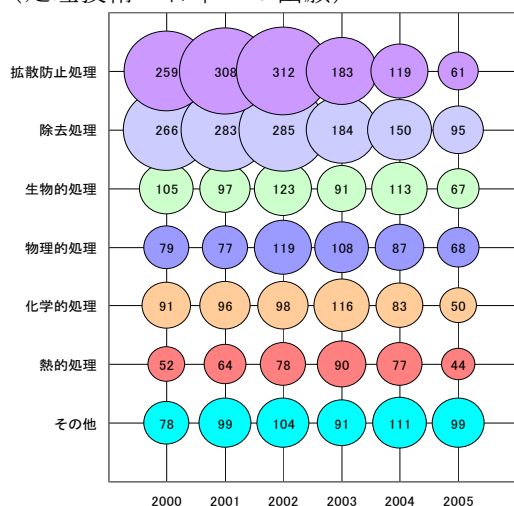 拡散防止処理 259 308 312 183 119 61
除去処理 266 283 285 184 150 95
生物的処理 105 97 123 91 113 67
物理的処理 79 77 119 108 87 68
化学的処理 91 96 98 116 83 50
熱的処理 52 64 78 90 77 44
その他 78 99 104 91 111 99
2000 2001 2002 2003 2004 2005